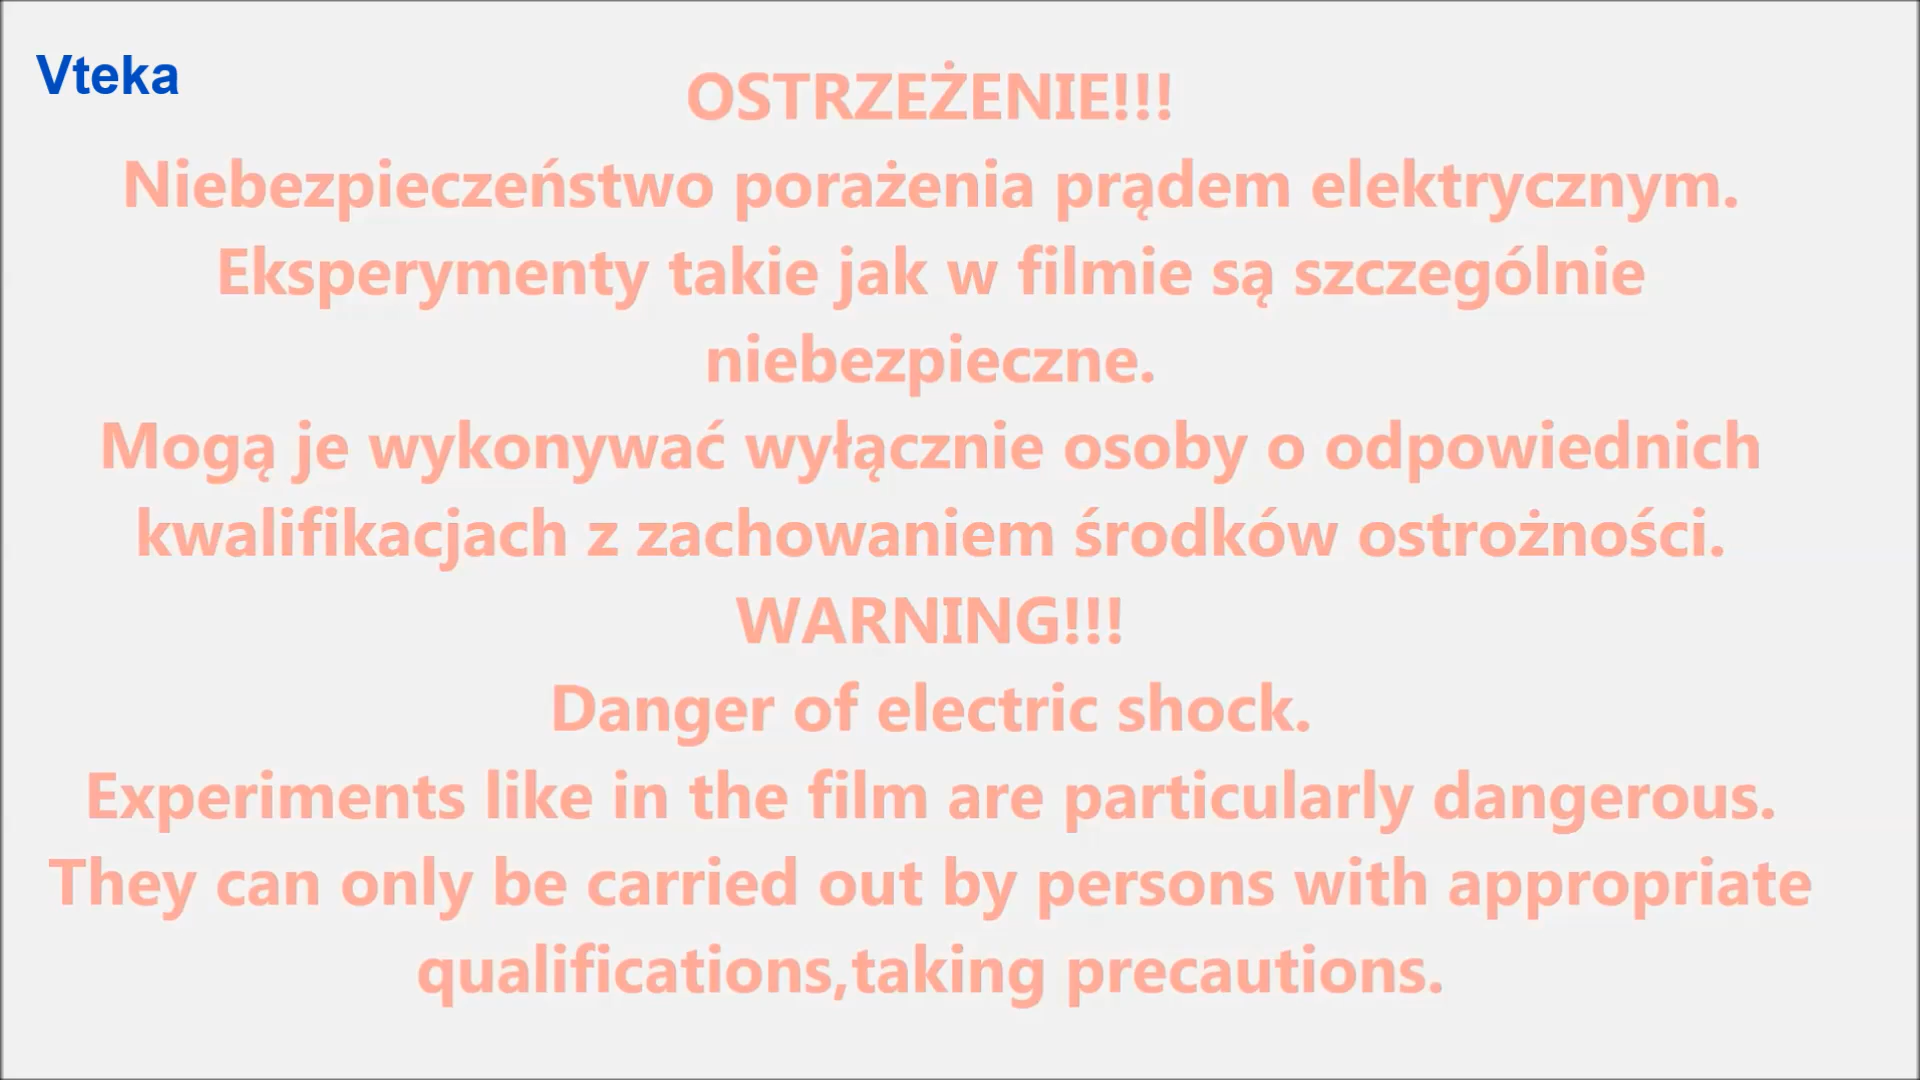 Vteka
OSTRZEŻENIE!!!
Niebezpieczeństwo porażenia prądem elektrycznym.
Eksperymenty takie jak w filmie są szczególnie
niebezpieczne.
Mogą je wykonywać wyłącznie osoby o odpowiednich
kwalifikacjach z zachowaniem środków ostrożności.
WARNING!!!
Danger of electric shock.
Experiments like in the film are particularly dangerous.
They can only be carried out by persons with appropriate
qualifications,taking precautions.